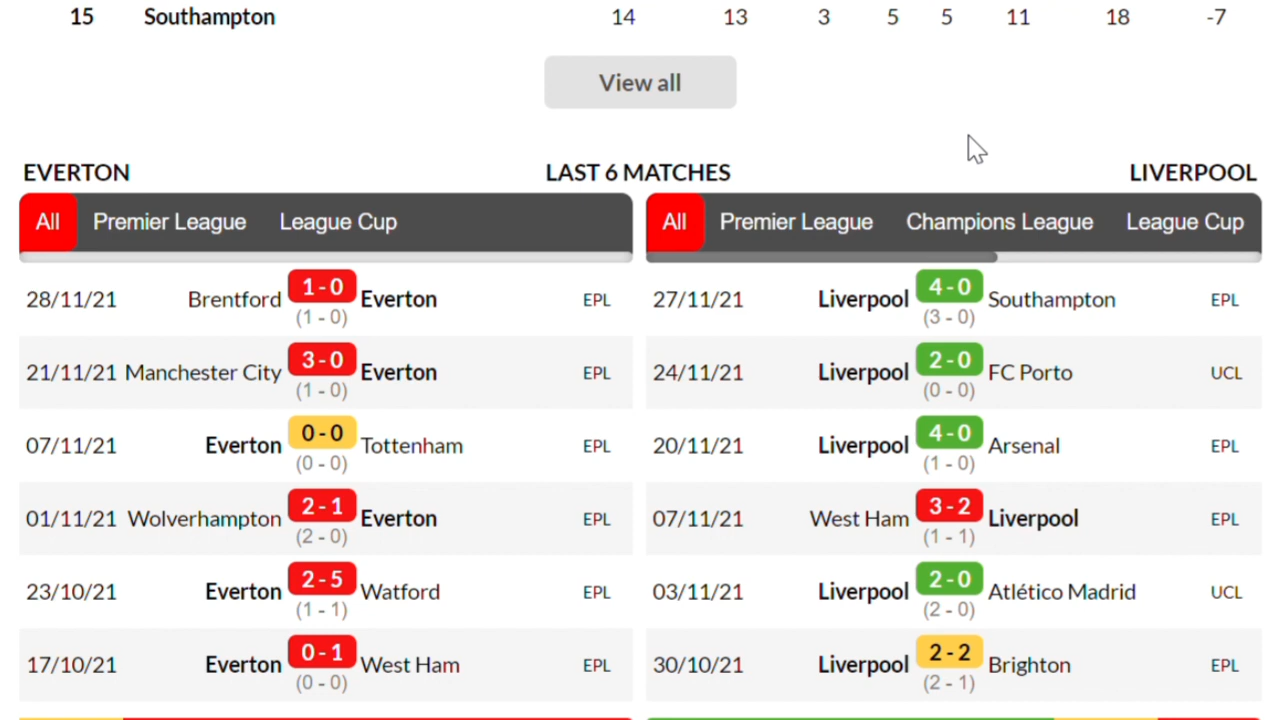 15 Southampton 14 13 3 5 5 11 18 -7
View all
EVERTON LAST 6 MATCHES LIVERPOOL
All Premier League League Cup
All Premier League Champions League League Cup
28/11/21 Brentford 1 - 0 Everton EPL
(1 - 0)
21/11/21 Manchester City 3 - 0 Everton EPL
(1 - 0)
07/11/21 Everton 0 - 0 Tottenham EPL
(0 - 0)
01/11/21 Wolverhampton 2 - 1 Everton EPL
(2 - 0)
23/10/21 Everton 2 - 5 Watford EPL
(1 - 1)
17/10/21 Everton 0 - 1 West Ham EPL
(0 - 0)
27/11/21 Liverpool 4 - 0 Southampton EPL
(3 - 0)
24/11/21 Liverpool 2 - 0 FC Porto UCL
(0 - 0)
20/11/21 Liverpool 4 - 0 Arsenal EPL
(1 - 0)
07/11/21 West Ham 3 - 2 Liverpool EPL
(1 - 1)
03/11/21 Liverpool 2 - 0 Atlético Madrid UCL
(2 - 0)
30/10/21 Liverpool 2 - 2 Brighton EPL
(2 - 1)